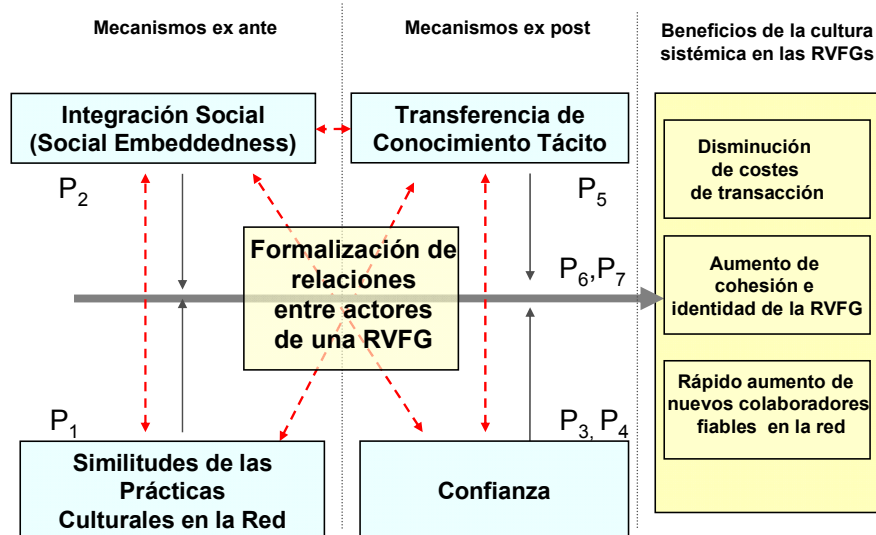 Mecanismos ex ante
Mecanismos ex post
Beneficios de la cultura
sistémica en las RVFGs
Integración Social
(Social Embeddedness)
Transferencia de
Conocimiento Tácito
Disminución
de costes
de transacción
P2
P5
Formalización de
relaciones
entre actores
de una RVFG
P6,P7
Aumento de
cohesión e
identidad de la RVFG
Rápido aumento de
nuevos colaboradores
fiables en la red
P1
P3, P4
Similitudes de las
Prácticas
Culturales en la Red
Confianza